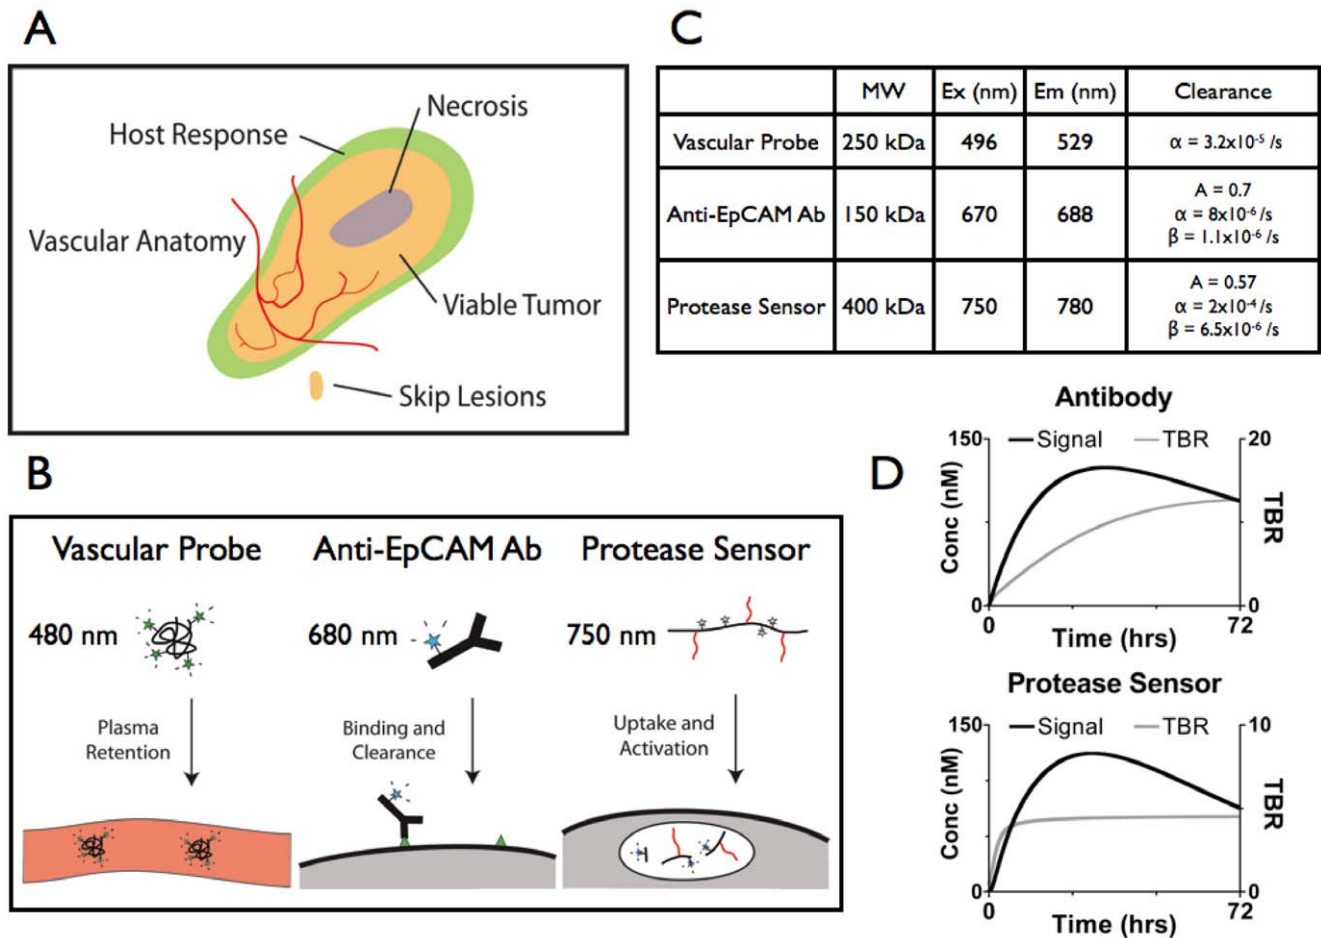 A
Necrosis
Host Response
Vascular Anatomy
Viable Tumor
Skip Lesions
B
Vascular Probe
Anti-EpCAM Ab
Protease Sensor
480 nm
680 nm
750 nm
Plasma
Retention
Binding and
Clearance
Uptake and
Activation
C
MW Ex (nm) Em (nm) Clearance
Vascular Probe 250 kDa 496 529 α = 3.2x10⁻⁵ /s
Anti-EpCAM Ab 150 kDa 670 688 A = 0.7
α = 8x10⁻⁶ /s
β = 1.1x10⁻⁶ /s
Protease Sensor 400 kDa 750 780 A = 0.57
α = 2x10⁻⁴ /s
β = 6.5x10⁻⁶ /s
D
Antibody
Signal TBR
150 20
Conc (nM)
TBR
0 0
0 72
Time (hrs)
Protease Sensor
Signal TBR
150 10
Conc (nM)
TBR
0 0
0 72
Time (hrs)